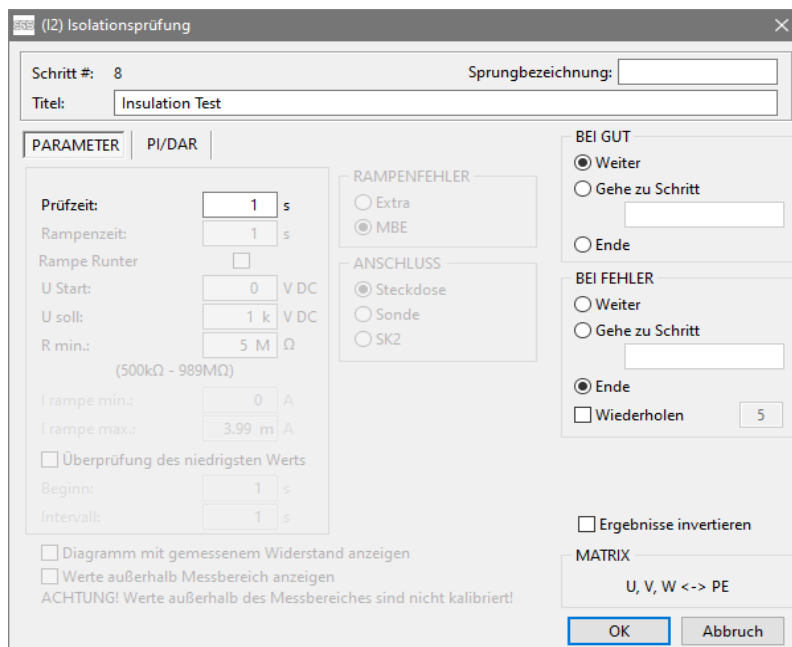 (I2) Isolationsprüfung
Schritt #: 8 Sprungbezeichnung:
Titel: Insulation Test
PARAMETER PI/DAR
Prüfzeit: 1 s
Rampenzeit: 1 s
Rampe Runter
U Start: 0 V DC
U soll: 1 k V DC
R min.: 5 M Ω
(500kΩ - 989MΩ)
I rampe min.: 0 A
I rampe max.: 3.99 m A
Überprüfung des niedrigsten Werts
Beginn: 1 s
Intervall: 1 s
Diagramm mit gemessenem Widerstand anzeigen
Werte außerhalb Messbereich anzeigen
ACHTUNG! Werte außerhalb des Messbereiches sind nicht kalibriert!
RAMPENFEHLER
Extra
MBE
ANSCHLUSS
Steckdose
Sonde
SK2
BEI GUT
Weiter
Gehe zu Schritt
Ende
BEI FEHLER
Weiter
Gehe zu Schritt
Ende
Wiederholen 5
Ergebnisse invertieren
MATRIX
U, V, W <-> PE
OK Abbruch